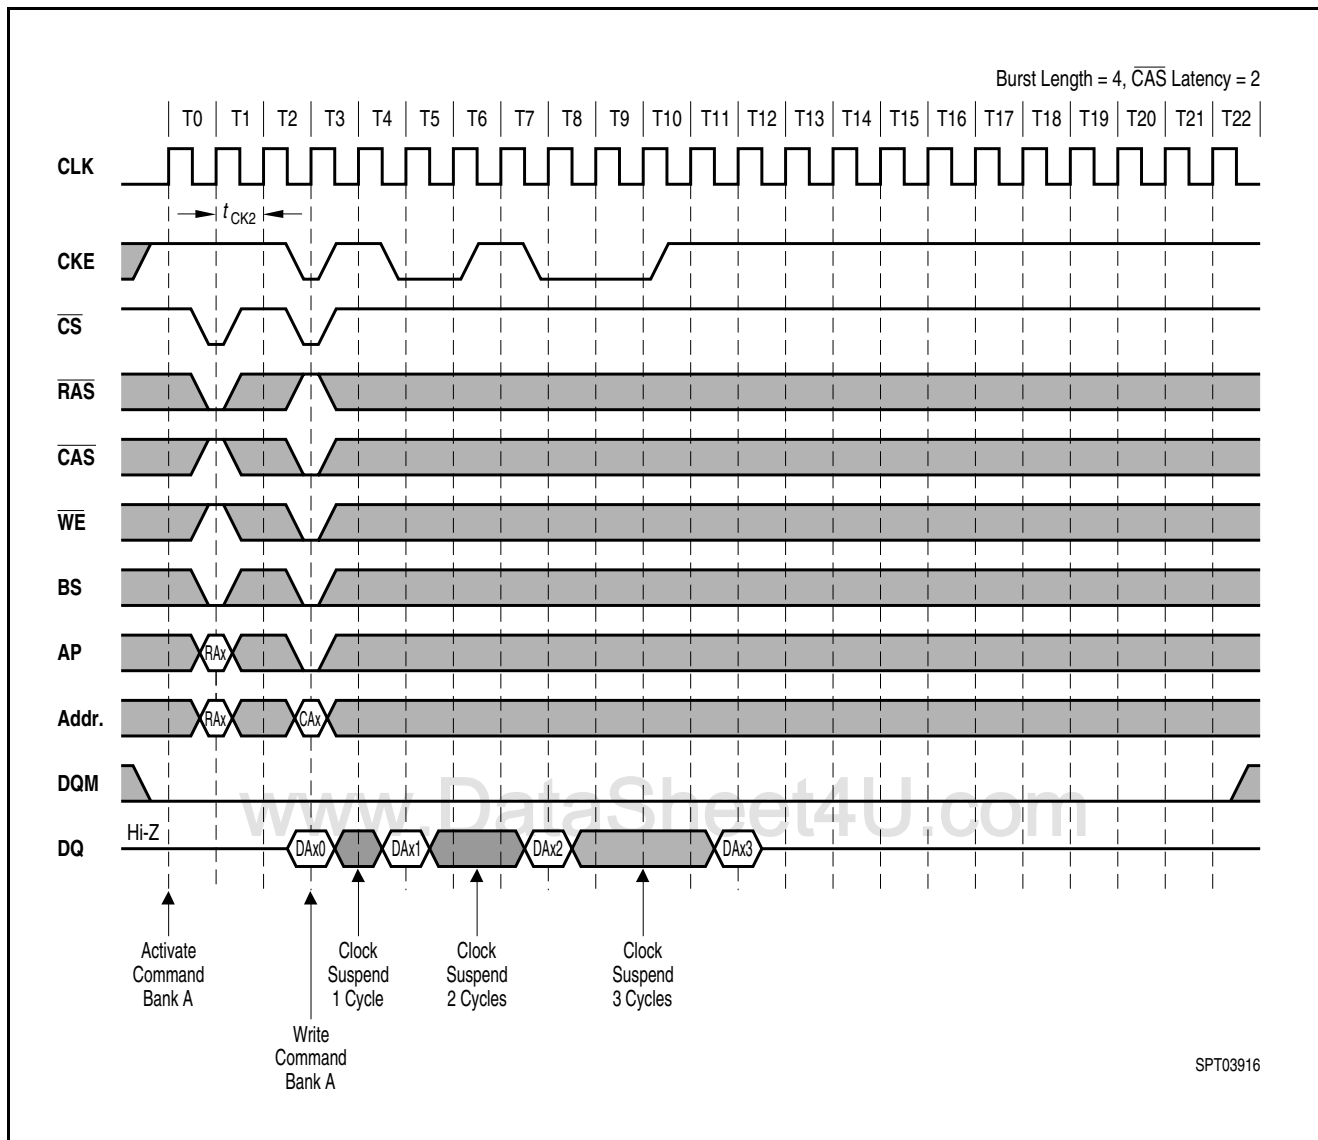 Burst Length = 4, CAS Latency = 2
T0 T1 T2 T3 T4 T5 T6 T7 T8 T9 T10 T11 T12 T13 T14 T15 T16 T17 T18 T19 T20 T21 T22
CLK
t CK2
CKE
CS
RAS
CAS
WE
BS
AP RAx
Addr. RAx CAx
DQM
www.DataSheet4U.com
Hi-Z
DQ DAx0 DAx1 DAx2 DAx3
Activate
Command
Bank A
Write
Command
Bank A
Clock
Suspend
1 Cycle
Clock
Suspend
2 Cycles
Clock
Suspend
3 Cycles
SPT03916